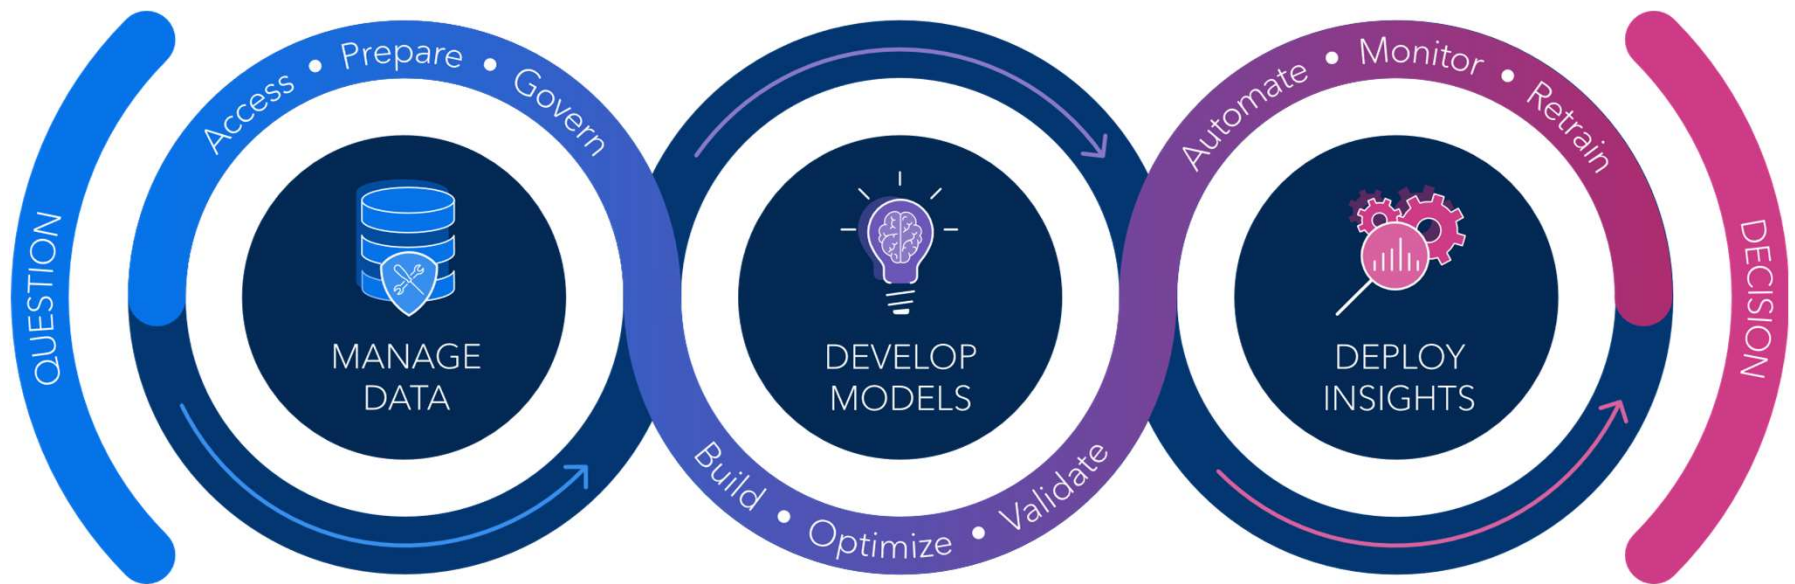 QUESTION
Access • Prepare • Govern
MANAGE
DATA
DEVELOP
MODELS
Build • Optimize • Validate
Automate • Monitor • Retrain
DEPLOY
INSIGHTS
DECISION